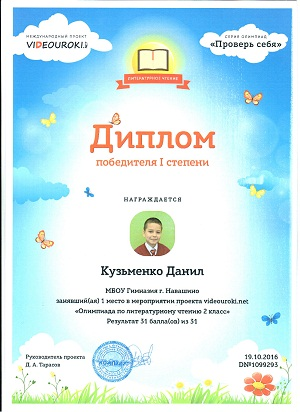 МЕЖДУНАРОДНЫЙ ПРОЕКТ
VIDEOUROKI
СЕРИЯ ОЛИМПИАД
«Проверь себя»
ЛИТЕРАТУРНОЕ ЧТЕНИЕ
Диплом
победителя I степени
НАГРАЖДАЕТСЯ
Кузьменко Данил
МБОУ Гимназия г. Навашино
занявший(ая) 1 место в мероприятии проекта videouroki.net
«Олимпиада по литературному чтению 2 класс»
Результат 31 балла(ов) из 31
Руководитель проекта
Д. А. Тарасов
19.10.2016
DN№1099293